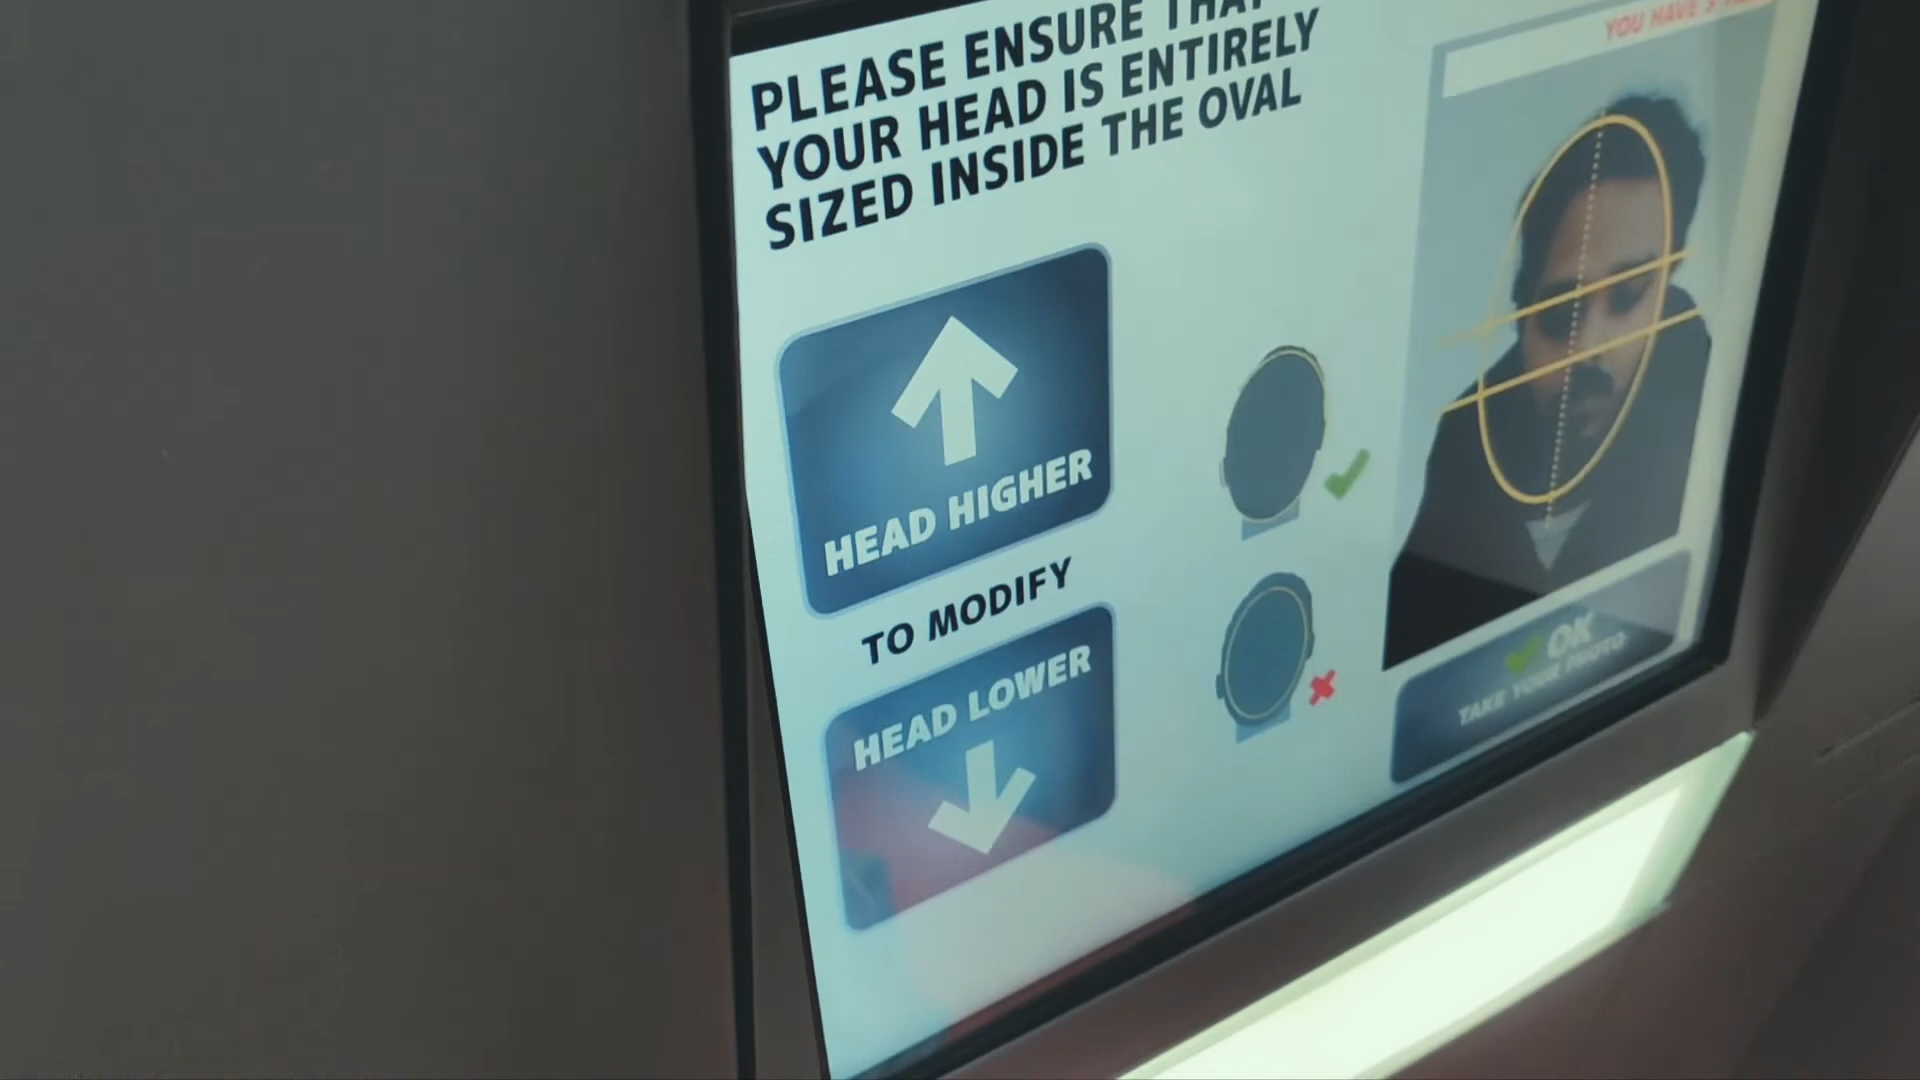 PLEASE ENSURE THAT
YOUR HEAD IS ENTIRELY
SIZED INSIDE THE OVAL
YOU HAVE 3
HEAD HIGHER
TO MODIFY
HEAD LOWER
OK
TAKE YOUR PHOTO